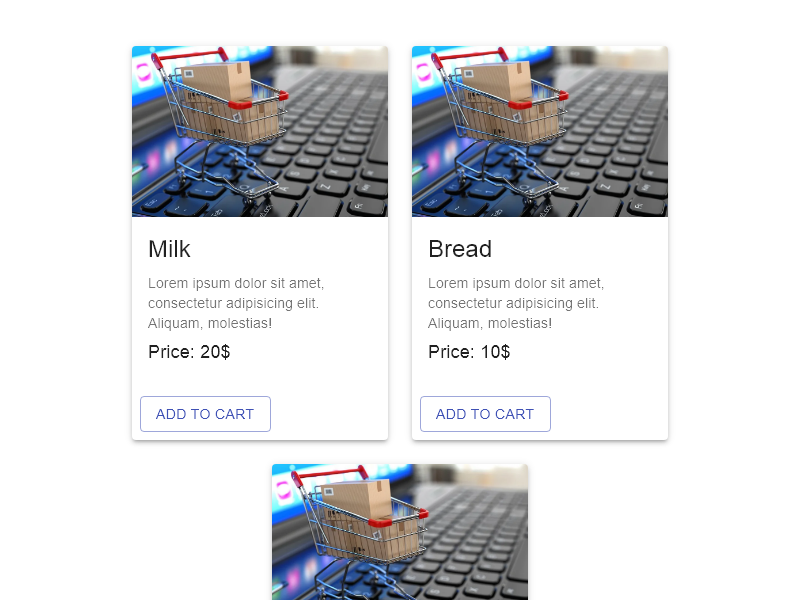 Milk
Lorem ipsum dolor sit amet,
consectetur adipisicing elit.
Aliquam, molestias!
Price: 20$
ADD TO CART
Bread
Lorem ipsum dolor sit amet,
consectetur adipisicing elit.
Aliquam, molestias!
Price: 10$
ADD TO CART